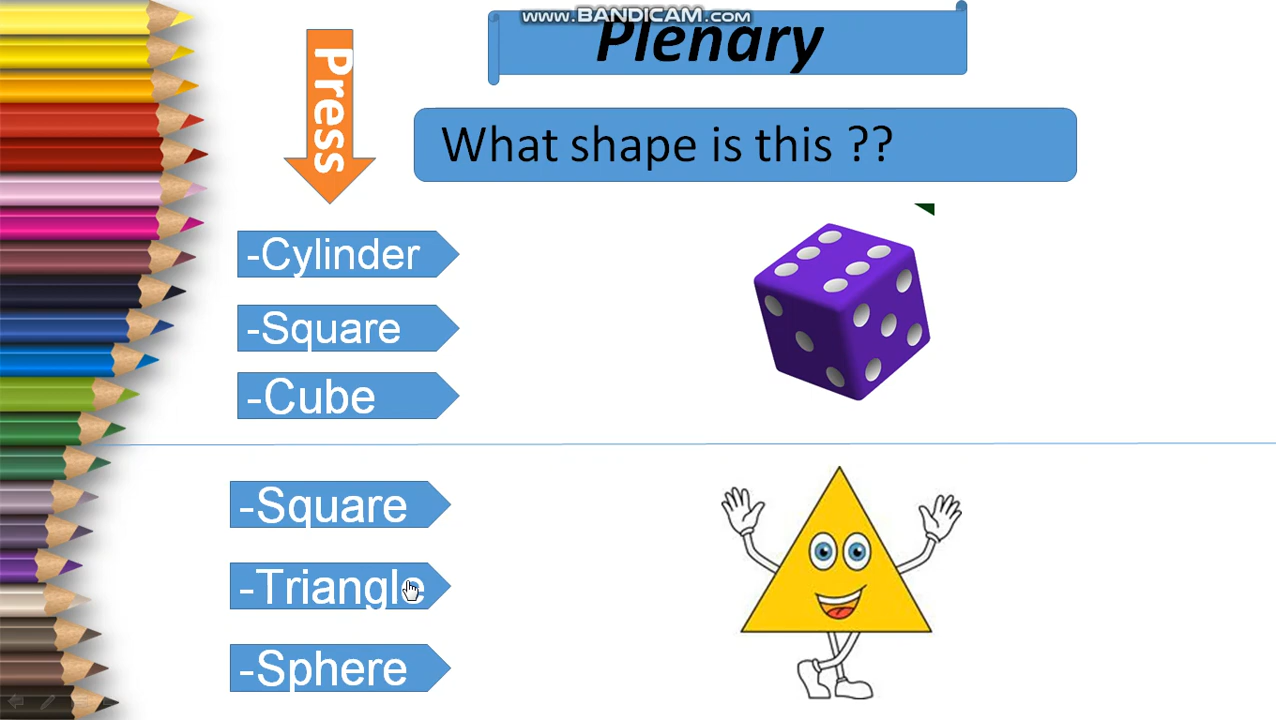 www.BANDICAM.com
Plenary
Press
What shape is this ??
-Cylinder
-Square
-Cube
-Square
-Triangle
-Sphere